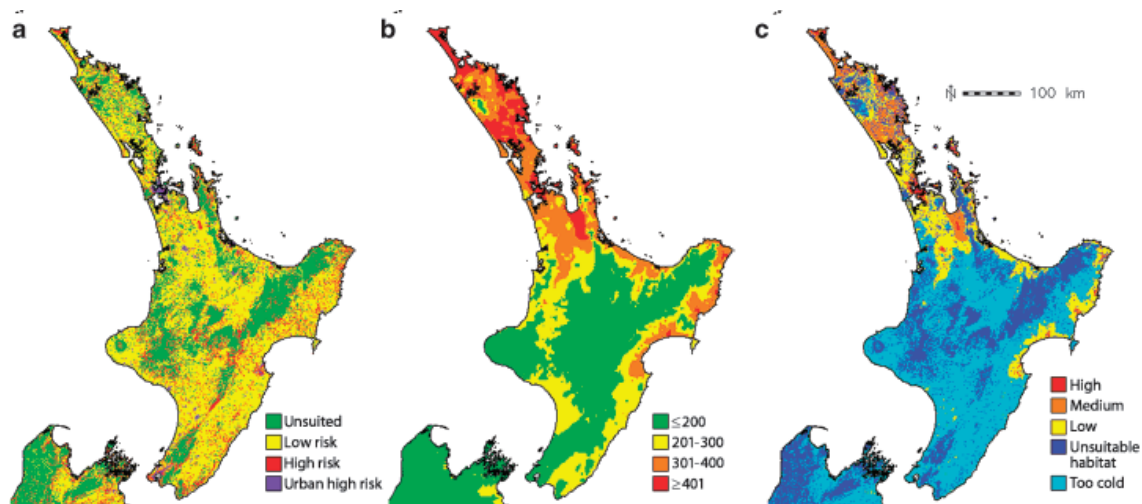 a
b
c
N
100 km
Unsuited
Low risk
High risk
Urban high risk
≤200
201-300
301-400
≥401
High
Medium
Low
Unsuitable
habitat
Too cold